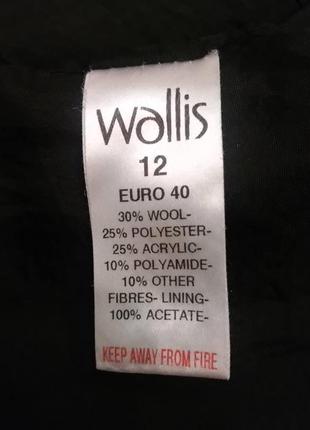 Wallis
12
EURO 40
30% WOOL-
25% POLYESTER-
25% ACRYLIC-
10% POLYAMIDE-
10% OTHER
FIBRES- LINING-
100% ACETATE-
KEEP AWAY FROM FIRE